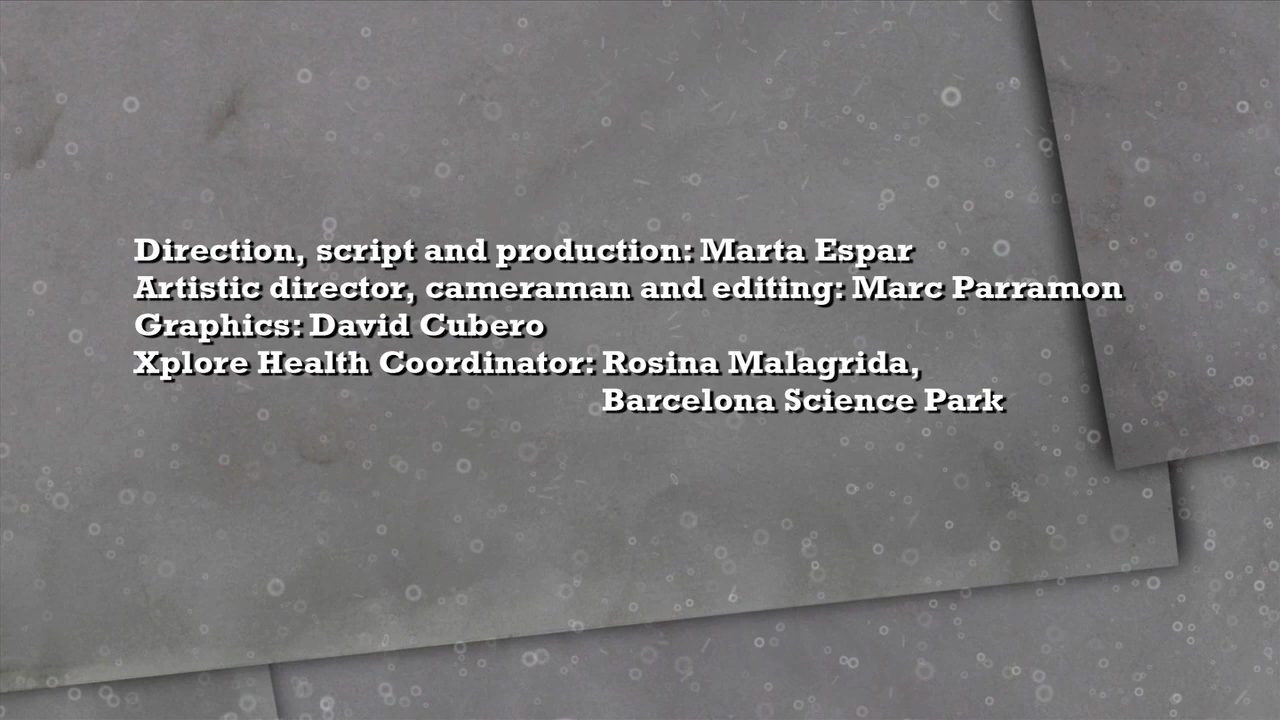 Direction, script and production: Marta Espar
Artistic director, cameraman and editing: Marc Parramon
Graphics: David Cubero
Xplore Health Coordinator: Rosina Malagrida,
Barcelona Science Park